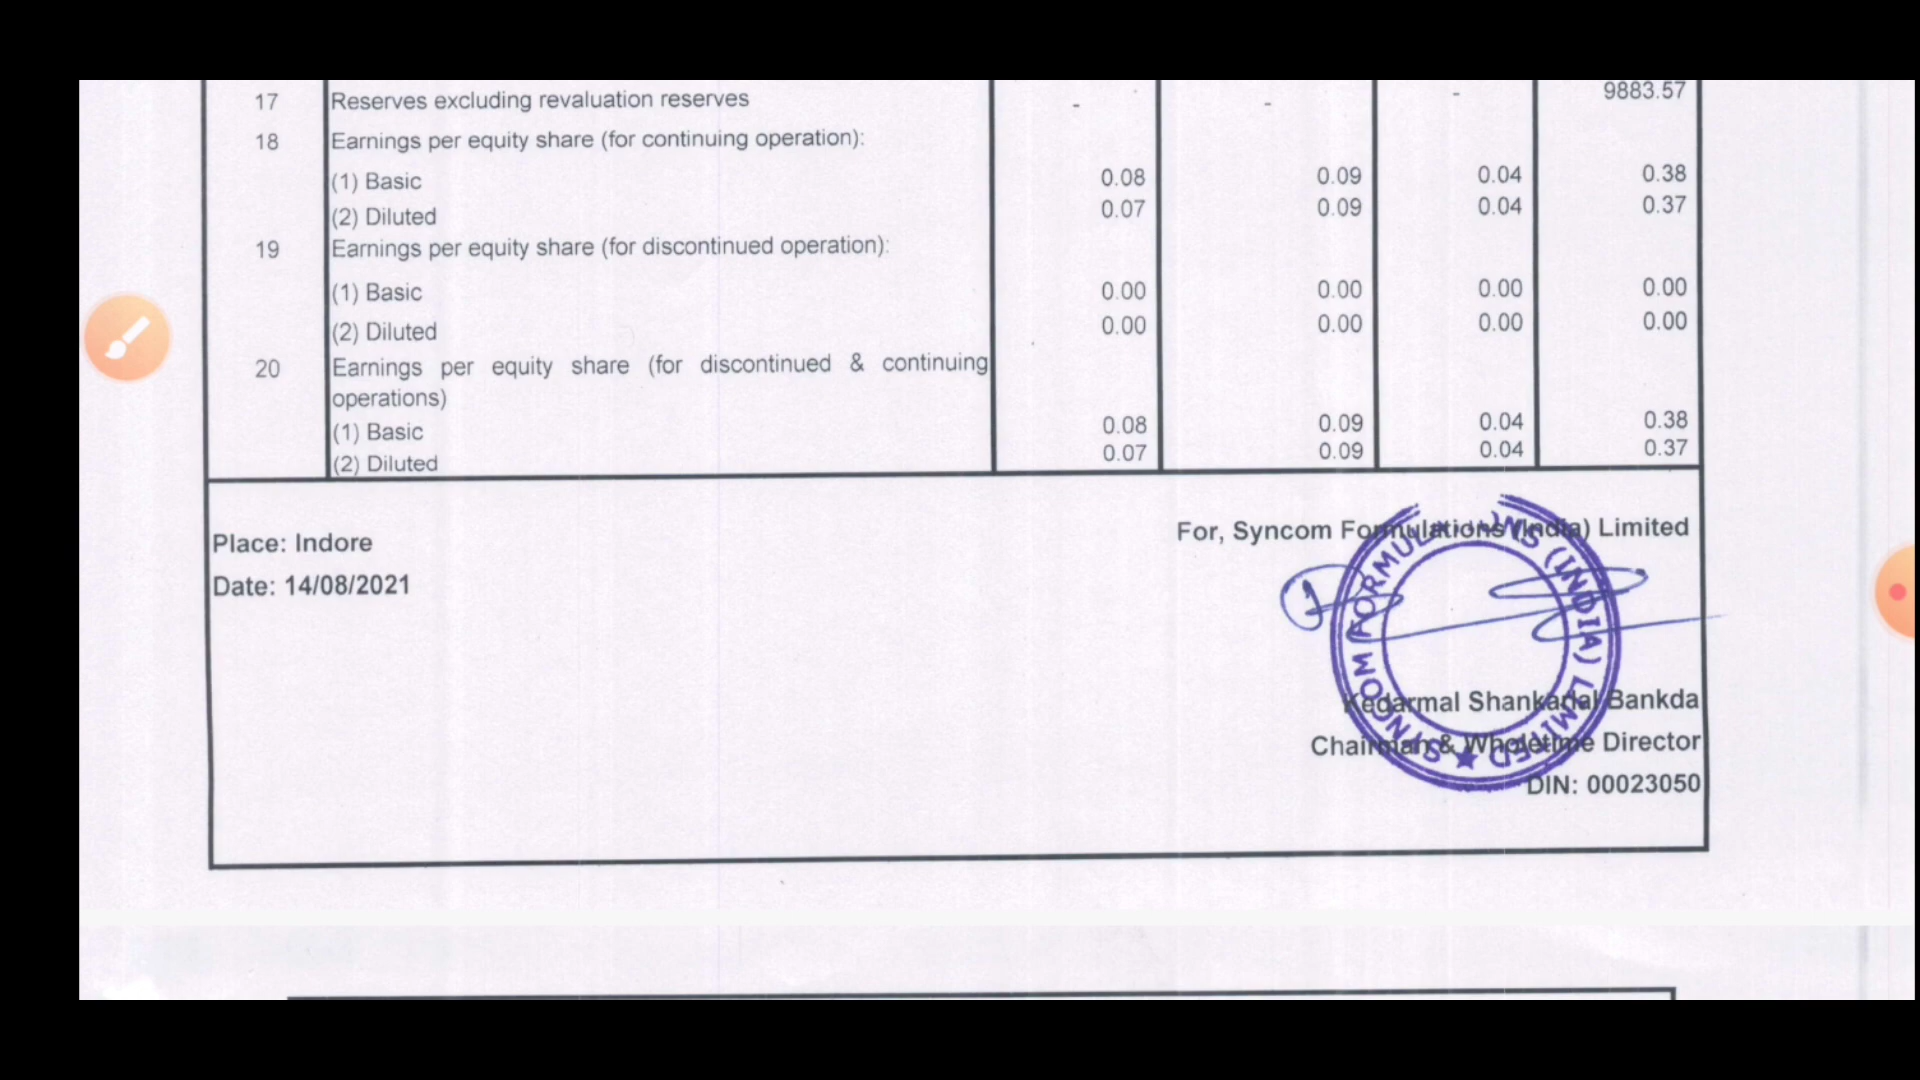 17 Reserves excluding revaluation reserves - - - 9883.57
18 Earnings per equity share (for continuing operation):
(1) Basic 0.08 0.09 0.04 0.38
(2) Diluted 0.07 0.09 0.04 0.37
19 Earnings per equity share (for discontinued operation):
(1) Basic 0.00 0.00 0.00 0.00
(2) Diluted 0.00 0.00 0.00 0.00
20 Earnings per equity share (for discontinued & continuing
operations)
(1) Basic 0.08 0.09 0.04 0.38
(2) Diluted 0.07 0.09 0.04 0.37
Place: Indore
Date: 14/08/2021
For, Syncom Formulations (India) Limited
SYNCOM (INDIA) LIMITED ★
Kedarmal Shankarlal Bankda
Chairman & Wholetime Director
DIN: 00023050